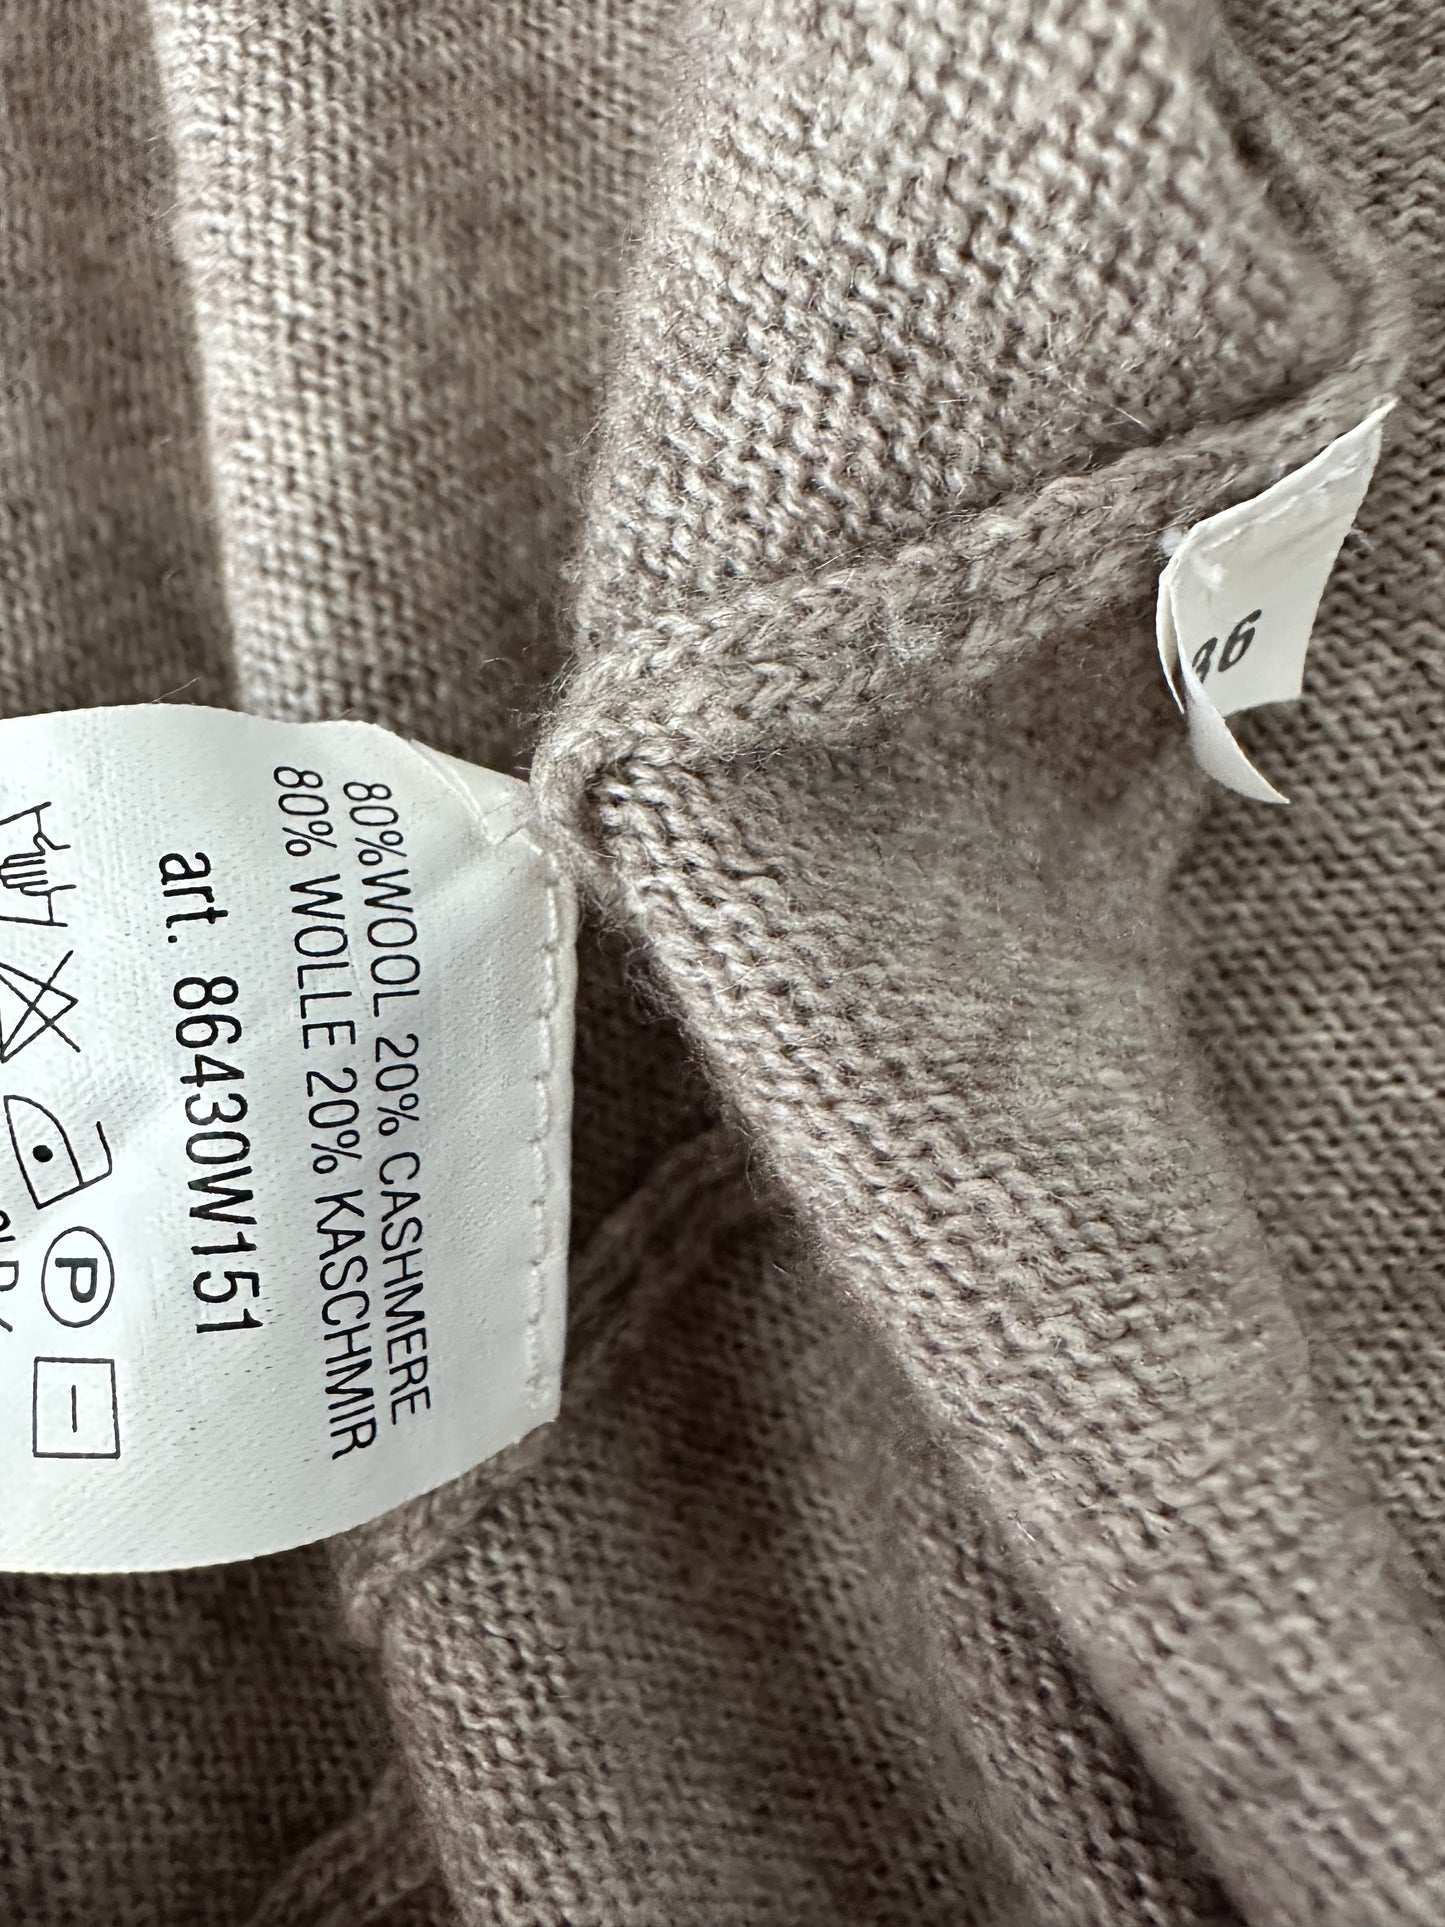 80%WOOL 20% CASHMERE
80% WOLLE 20% KASCHMIR
art. 86430W151
P
36